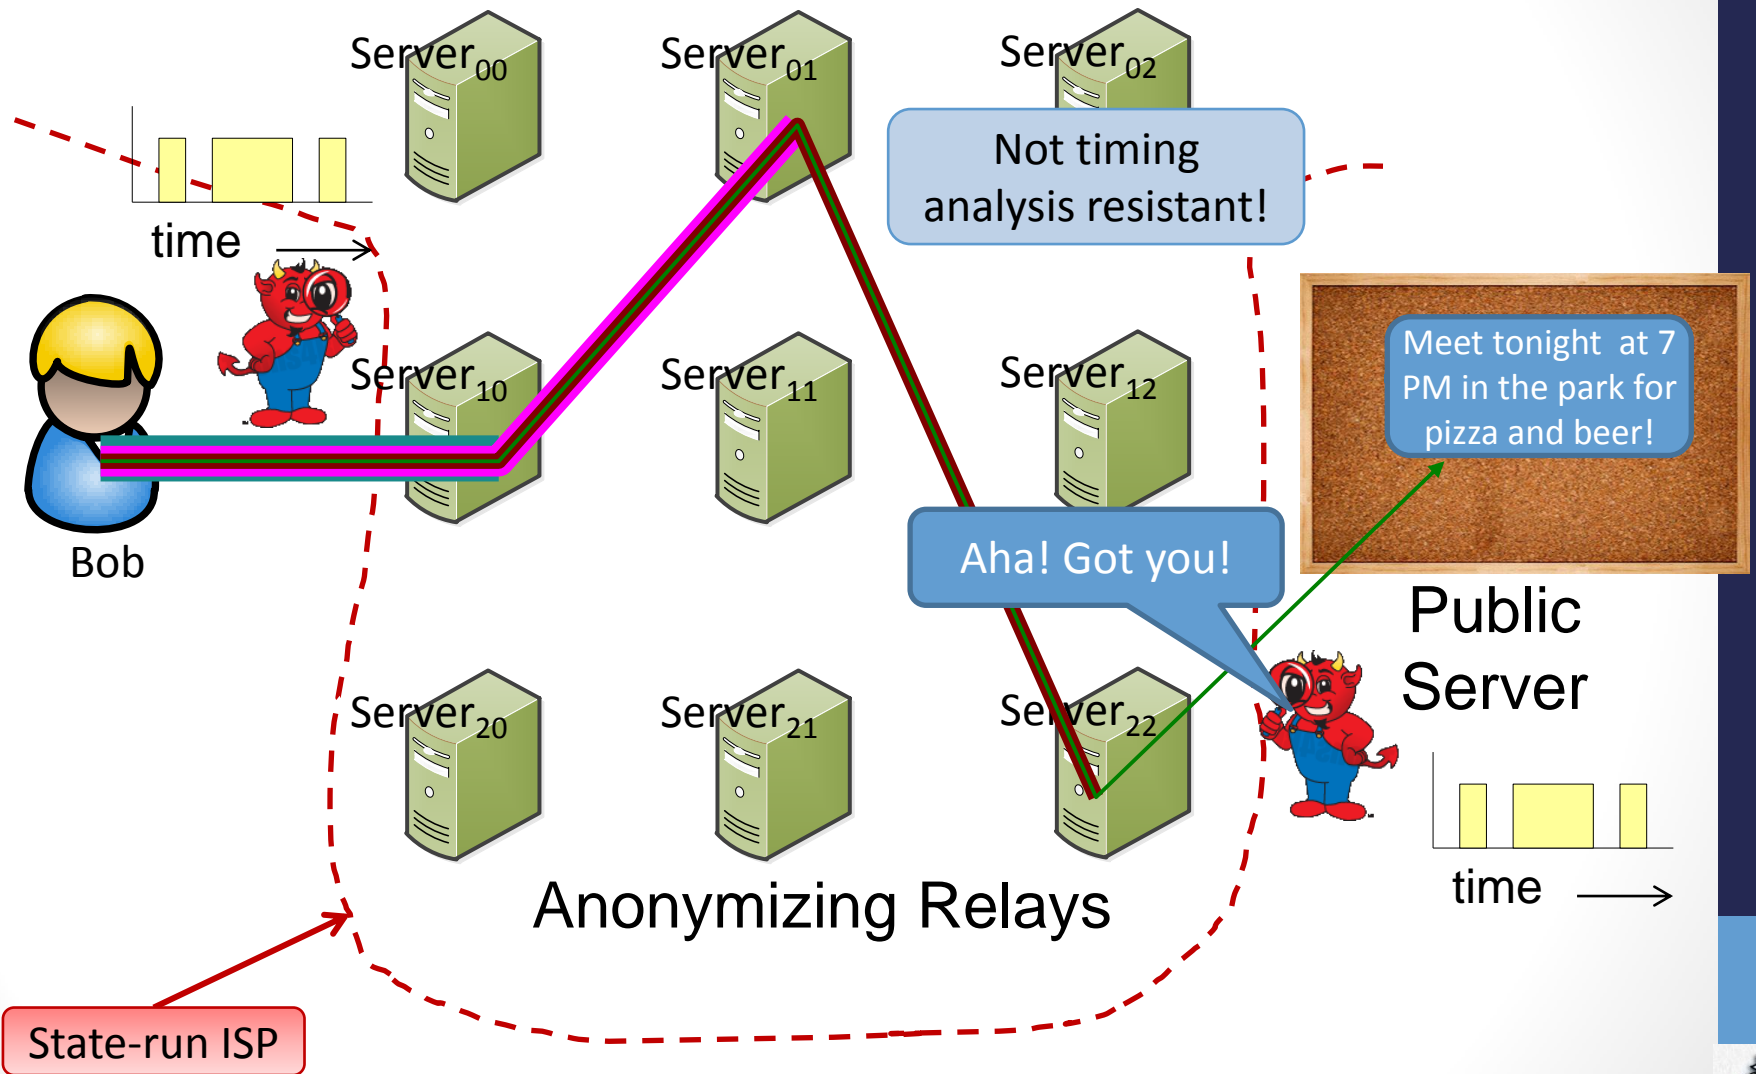 Server00
Server01
Server02
Not timing
analysis resistant!
time
Meet tonight at 7
PM in the park for
pizza and beer!
Server10
Server11
Server12
Bob
Aha! Got you!
Public
Server
Server20
Server21
Server22
time
Anonymizing Relays
State-run ISP